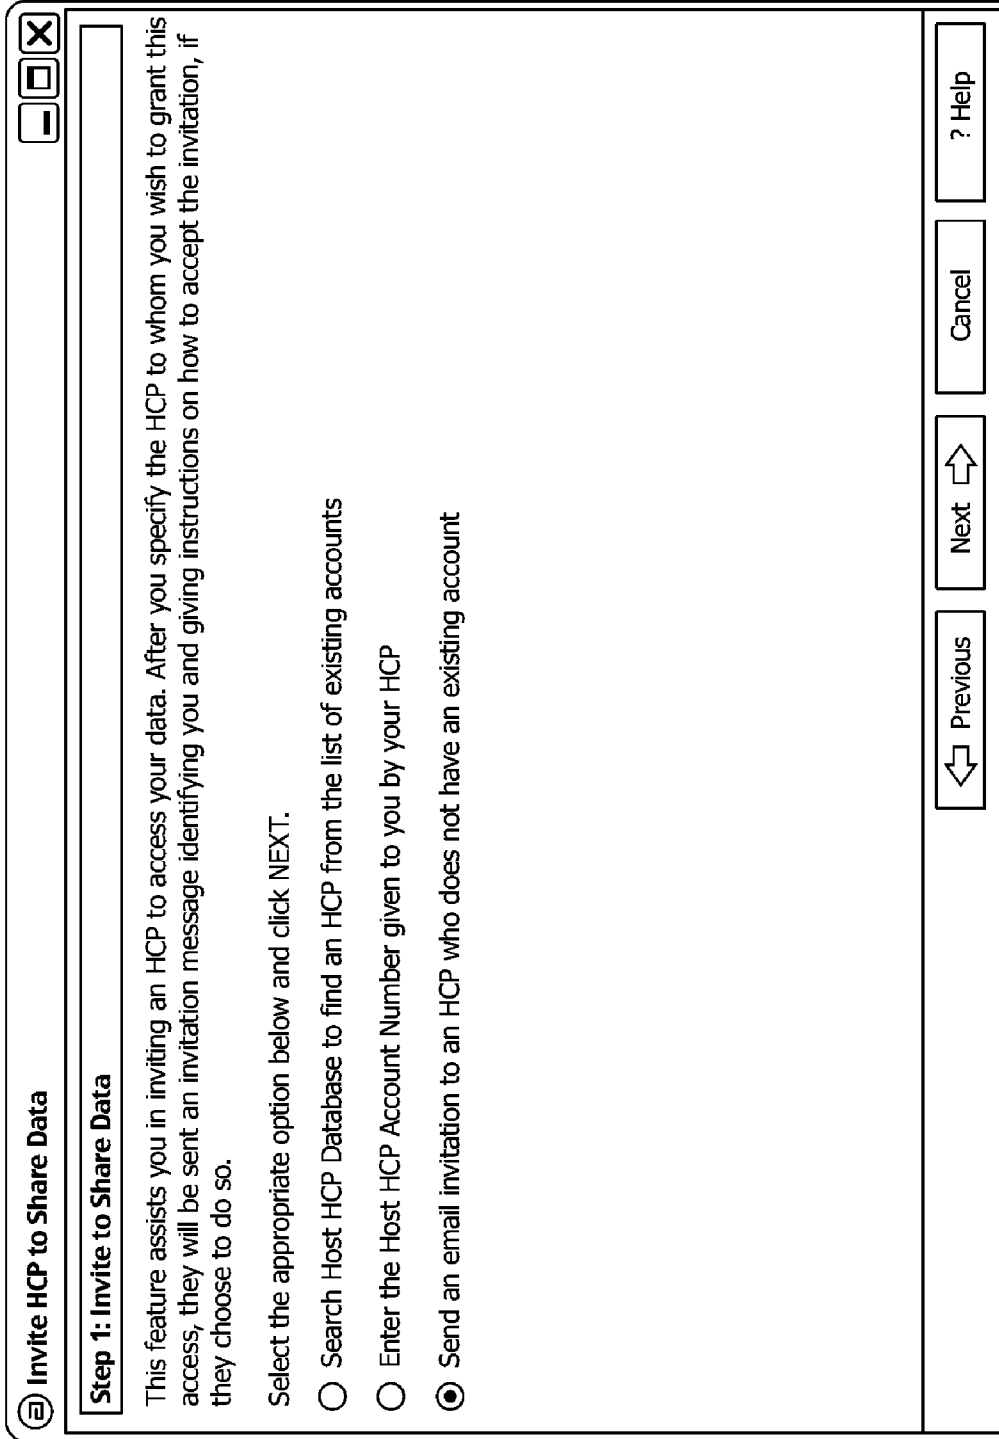 Invite HCP to Share Data
Step 1: Invite to Share Data
This feature assists you in inviting an HCP to access your data. After you specify the HCP to whom you wish to grant this
access, they will be sent an invitation message identifying you and giving instructions on how to accept the invitation, if
they choose to do so.
Select the appropriate option below and click NEXT.
Search Host HCP Database to find an HCP from the list of existing accounts
Enter the Host HCP Account Number given to you by your HCP
Send an email invitation to an HCP who does not have an existing account
Previous
Next
Cancel
? Help